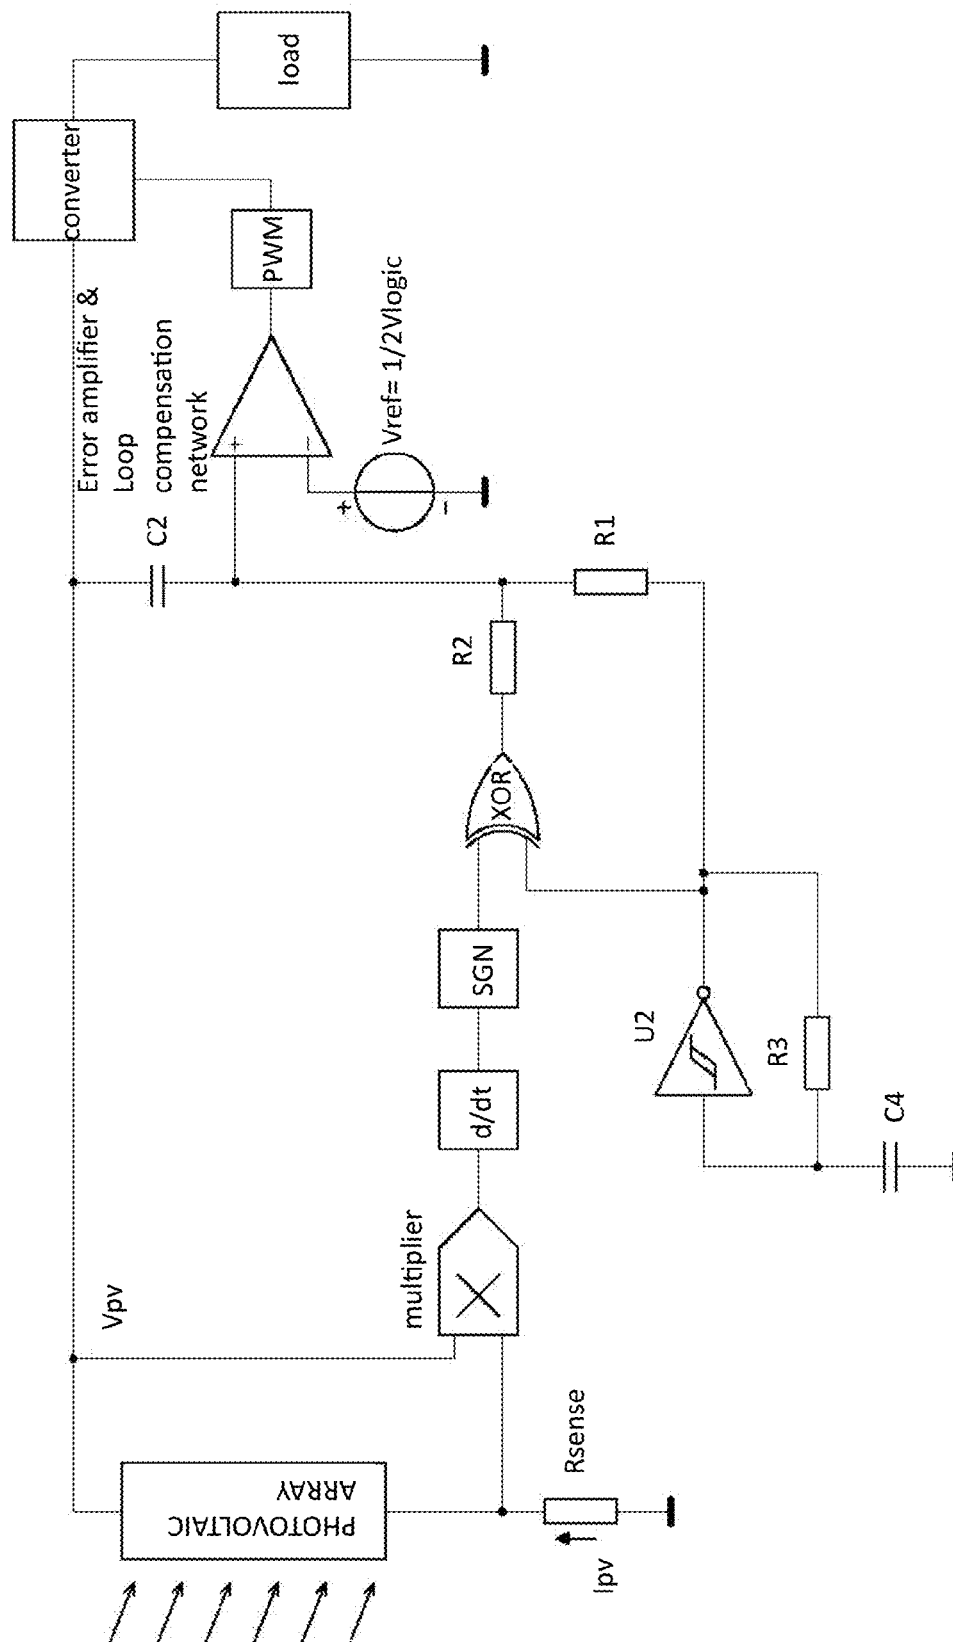 PHOTOVOLTAIC
ARRAY
Ipv
Rsense
Vpv
multiplier
X
d/dt
SGN
XOR
U2
R3
C4
R2
R1
C2
Error amplifier &
Loop
compensation
network
+
−
+
−
Vref= 1/2Vlogic
PWM
converter
load